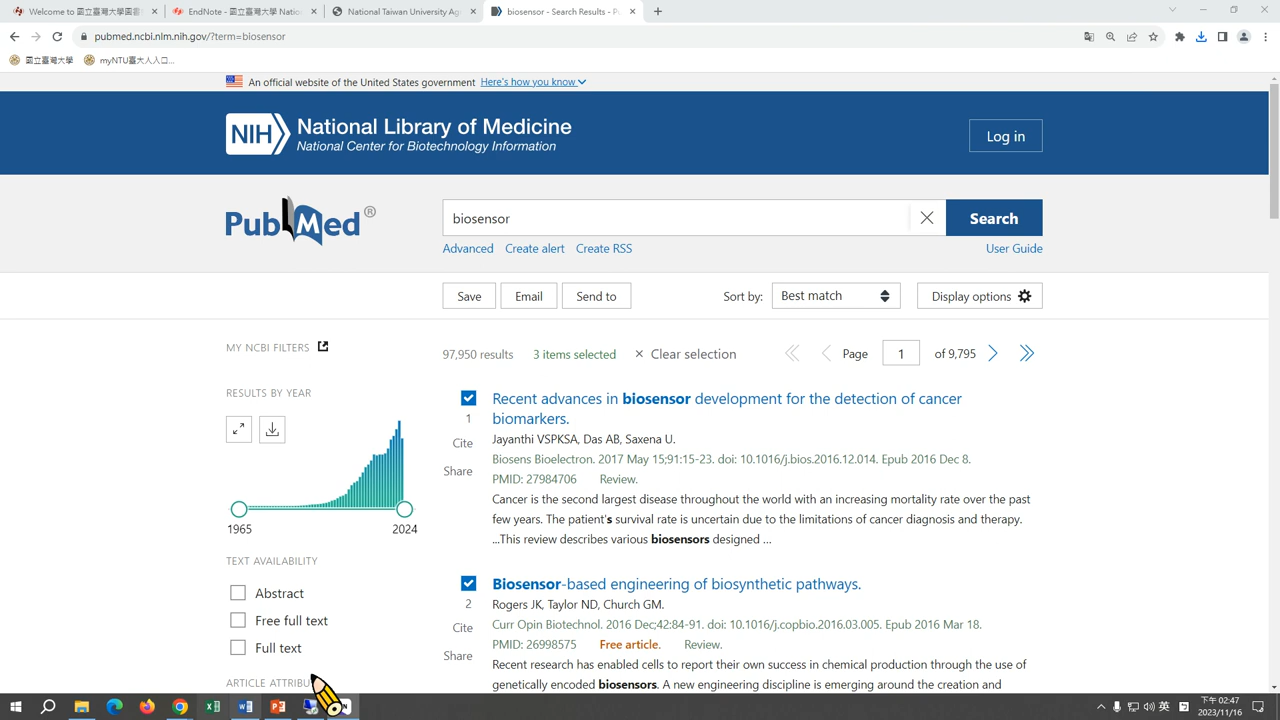 Welcome to 國立臺灣大學圖書
EndNote - 國立臺灣大學 Natio
National Taiwan University Ag
biosensor - Search Results - P
pubmed.ncbi.nlm.nih.gov/?term=biosensor
國立臺灣大學
myNTU臺大人入口...
An official website of the United States government Here's how you know
NIH National Library of Medicine
National Center for Biotechnology Information
Log in
PubMed®
biosensor
Search
Advanced Create alert Create RSS
User Guide
Save
Email
Send to
Sort by: Best match
Display options
MY NCBI FILTERS
97,950 results
3 items selected
× Clear selection
Page 1 of 9,795
RESULTS BY YEAR
1965
2024
TEXT AVAILABILITY
Abstract
Free full text
Full text
ARTICLE ATTRIBU
1
Cite
Share
Recent advances in biosensor development for the detection of cancer
biomarkers.
Jayanthi VSPKSA, Das AB, Saxena U.
Biosens Bioelectron. 2017 May 15;91:15-23. doi: 10.1016/j.bios.2016.12.014. Epub 2016 Dec 8.
PMID: 27984706 Review.
Cancer is the second largest disease throughout the world with an increasing mortality rate over the past
few years. The patient's survival rate is uncertain due to the limitations of cancer diagnosis and therapy.
...This review describes various biosensors designed ...
2
Cite
Share
Biosensor-based engineering of biosynthetic pathways.
Rogers JK, Taylor ND, Church GM.
Curr Opin Biotechnol. 2016 Dec;42:84-91. doi: 10.1016/j.copbio.2016.03.005. Epub 2016 Mar 18.
PMID: 26998575 Free article. Review.
Recent research has enabled cells to report their own success in chemical production through the use of
genetically encoded biosensors. A new engineering discipline is emerging around the creation and
英
下午 02:47
2023/11/16